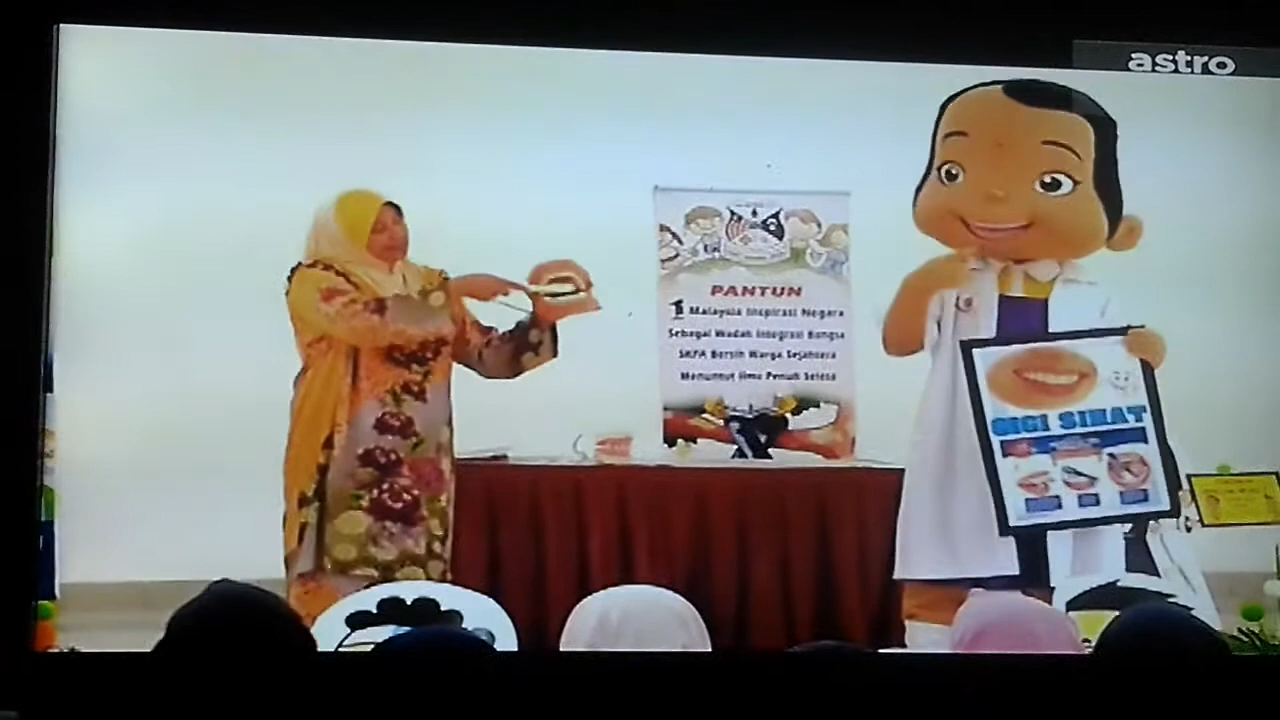 astro
PANTUN
1 Malaysia Inspirasi Negara
Sebagai Wadah Integrasi Bangsa
SKPA Bersih Warga Sejahtera
Menuntut Ilmu Penuh Selesa
GIGI SIHAT